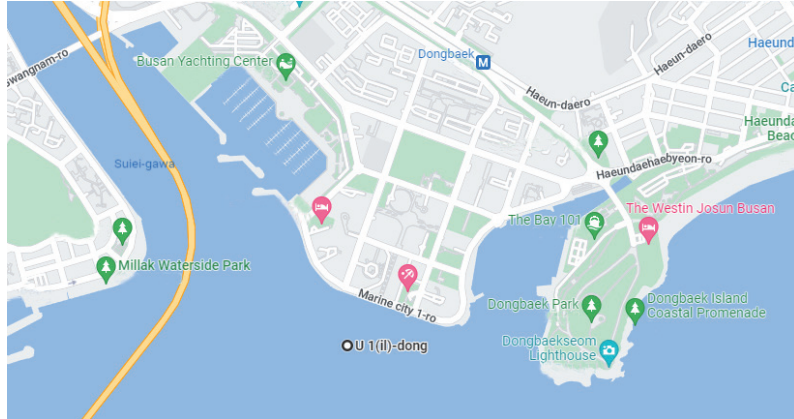 Busan Yachting Center
Dongbaek
M
Haeun-daero
Haeund
Ca
Gwangnam-ro
Haeun-daero
Haeunda
Beac
Suiei-gawa
Haeundaehaebyeon-ro
The Westin Josun Busan
The Bay 101
Millak Waterside Park
Marine city 1-ro
Dongbaek Park
Dongbaek Island
Coastal Promenade
U 1(il)-dong
Dongbaekseom
Lighthouse